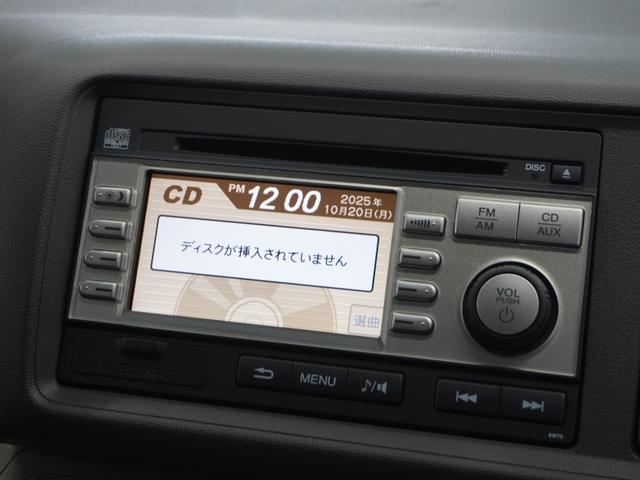 DISC
CD PM 12:00 2025年
10月20日(月)
ディスクが挿入されていません
選曲
FM
AM
CD
AUX
VOL
PUSH
MENU